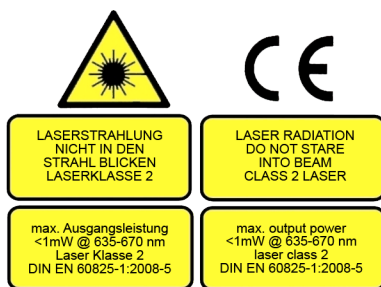 CE
LASERSTRAHLUNG
NICHT IN DEN
STRAHL BLICKEN
LASERKLASSE 2
LASER RADIATION
DO NOT STARE
INTO BEAM
CLASS 2 LASER
max. Ausgangsleistung
<1mW @ 635-670 nm
Laser Klasse 2
DIN EN 60825-1:2008-5
max. output power
<1mW @ 635-670 nm
laser class 2
DIN EN 60825-1:2008-5